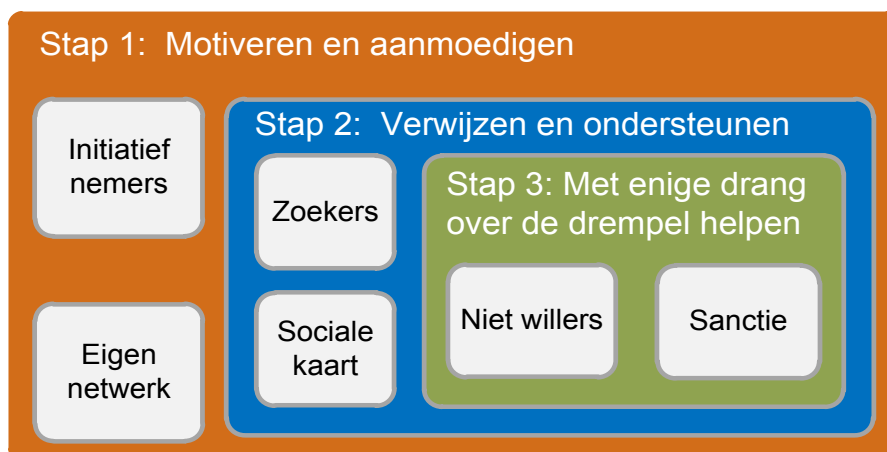 Stap 1: Motiveren en aanmoedigen
Initiatief
nemers
Eigen
netwerk
Stap 2: Verwijzen en ondersteunen
Zoekers
Sociale
kaart
Stap 3: Met enige drang
over de drempel helpen
Niet willers
Sanctie